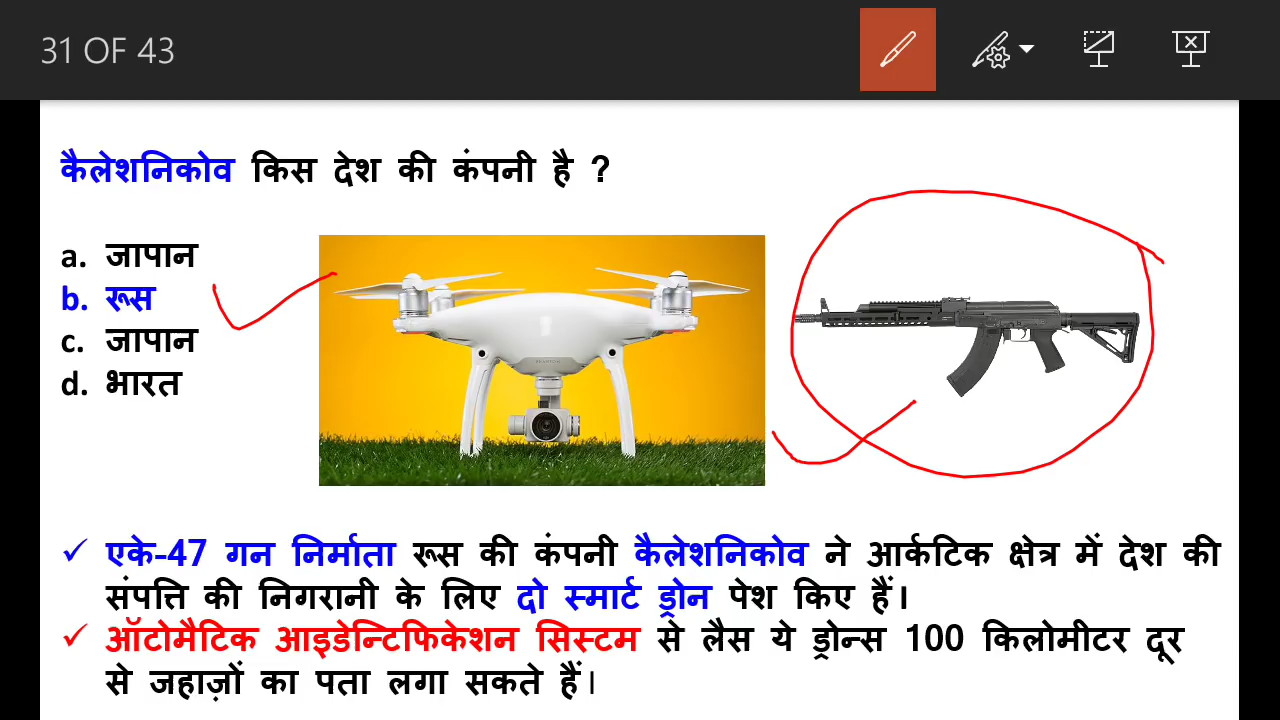 31 OF 43
कैलेशनिकोव किस देश की कंपनी है ?
a. जापान
b. रूस
c. जापान
d. भारत
✓ एके-47 गन निर्माता रूस की कंपनी कैलेशनिकोव ने आर्कटिक क्षेत्र में देश की
संपत्ति की निगरानी के लिए दो स्मार्ट ड्रोन पेश किए हैं।
✓ ऑटोमैटिक आइडेन्टिफिकेशन सिस्टम से लैस ये ड्रोन्स 100 किलोमीटर दूर
से जहाज़ों का पता लगा सकते हैं।